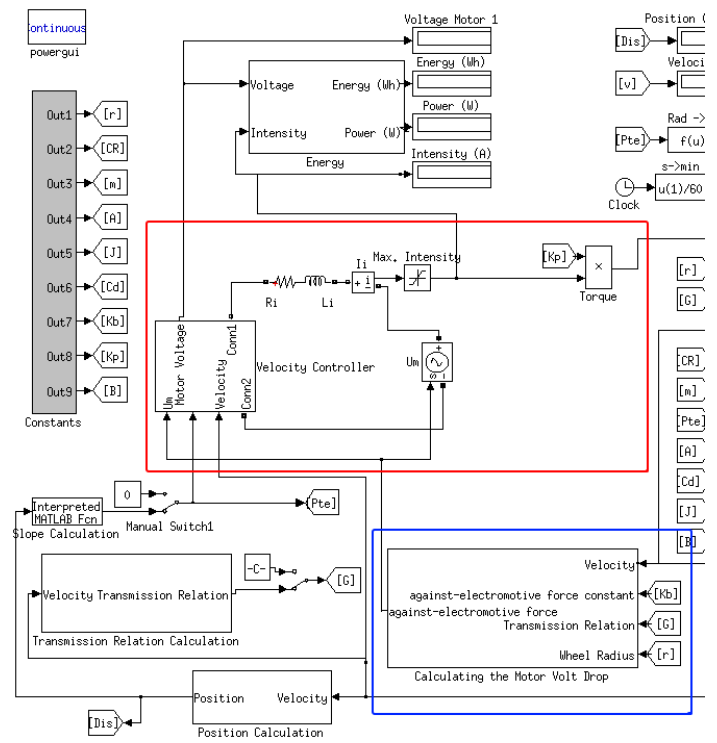 Continuous
powergui
Voltage Motor 1
Energy (Wh)
Power (W)
Intensity (A)
Voltage
Intensity
Energy (Wh)
Power (W)
Energy
[Dis]
Position (
[v]
Veloci
[Pte]
Rad ->
f(u)
s->min
Clock
u(1)/60
Out1
[r]
Out2
[CR]
Out3
[m]
Out4
[A]
Out5
[J]
Out6
[Cd]
Out7
[Kb]
Out8
[Kp]
Out9
[B]
Constants
Ri
Li
Ii
+ i
-
Max. Intensity
[Kp]
×
Torque
Um
Motor Voltage
Velocity
Conn1
Conn2
Velocity Controller
Um
s
+
-
[r]
[G]
[CR]
[m]
[Pte]
[A]
[Cd]
[J]
[B]
Interpreted
MATLAB Fcn
Slope Calculation
0
Manual Switch1
[Pte]
Velocity Transmission Relation
Transmission Relation Calculation
-C-
[G]
Velocity
against-electromotive force constant
against-electromotive force
Transmission Relation
Wheel Radius
[Kb]
[G]
[r]
Calculating the Motor Volt Drop
Position
Velocity
Position Calculation
[Dis]